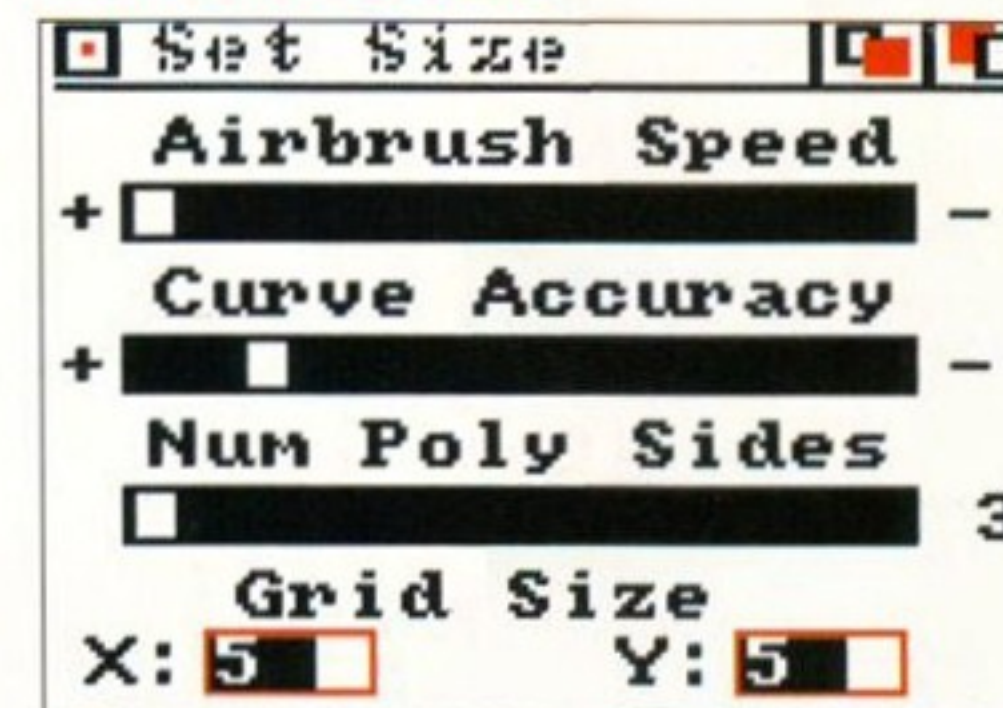 Set Size
Airbrush Speed
+ -
Curve Accuracy
+ -
Num Poly Sides
3
Grid Size
X: 5 Y: 5